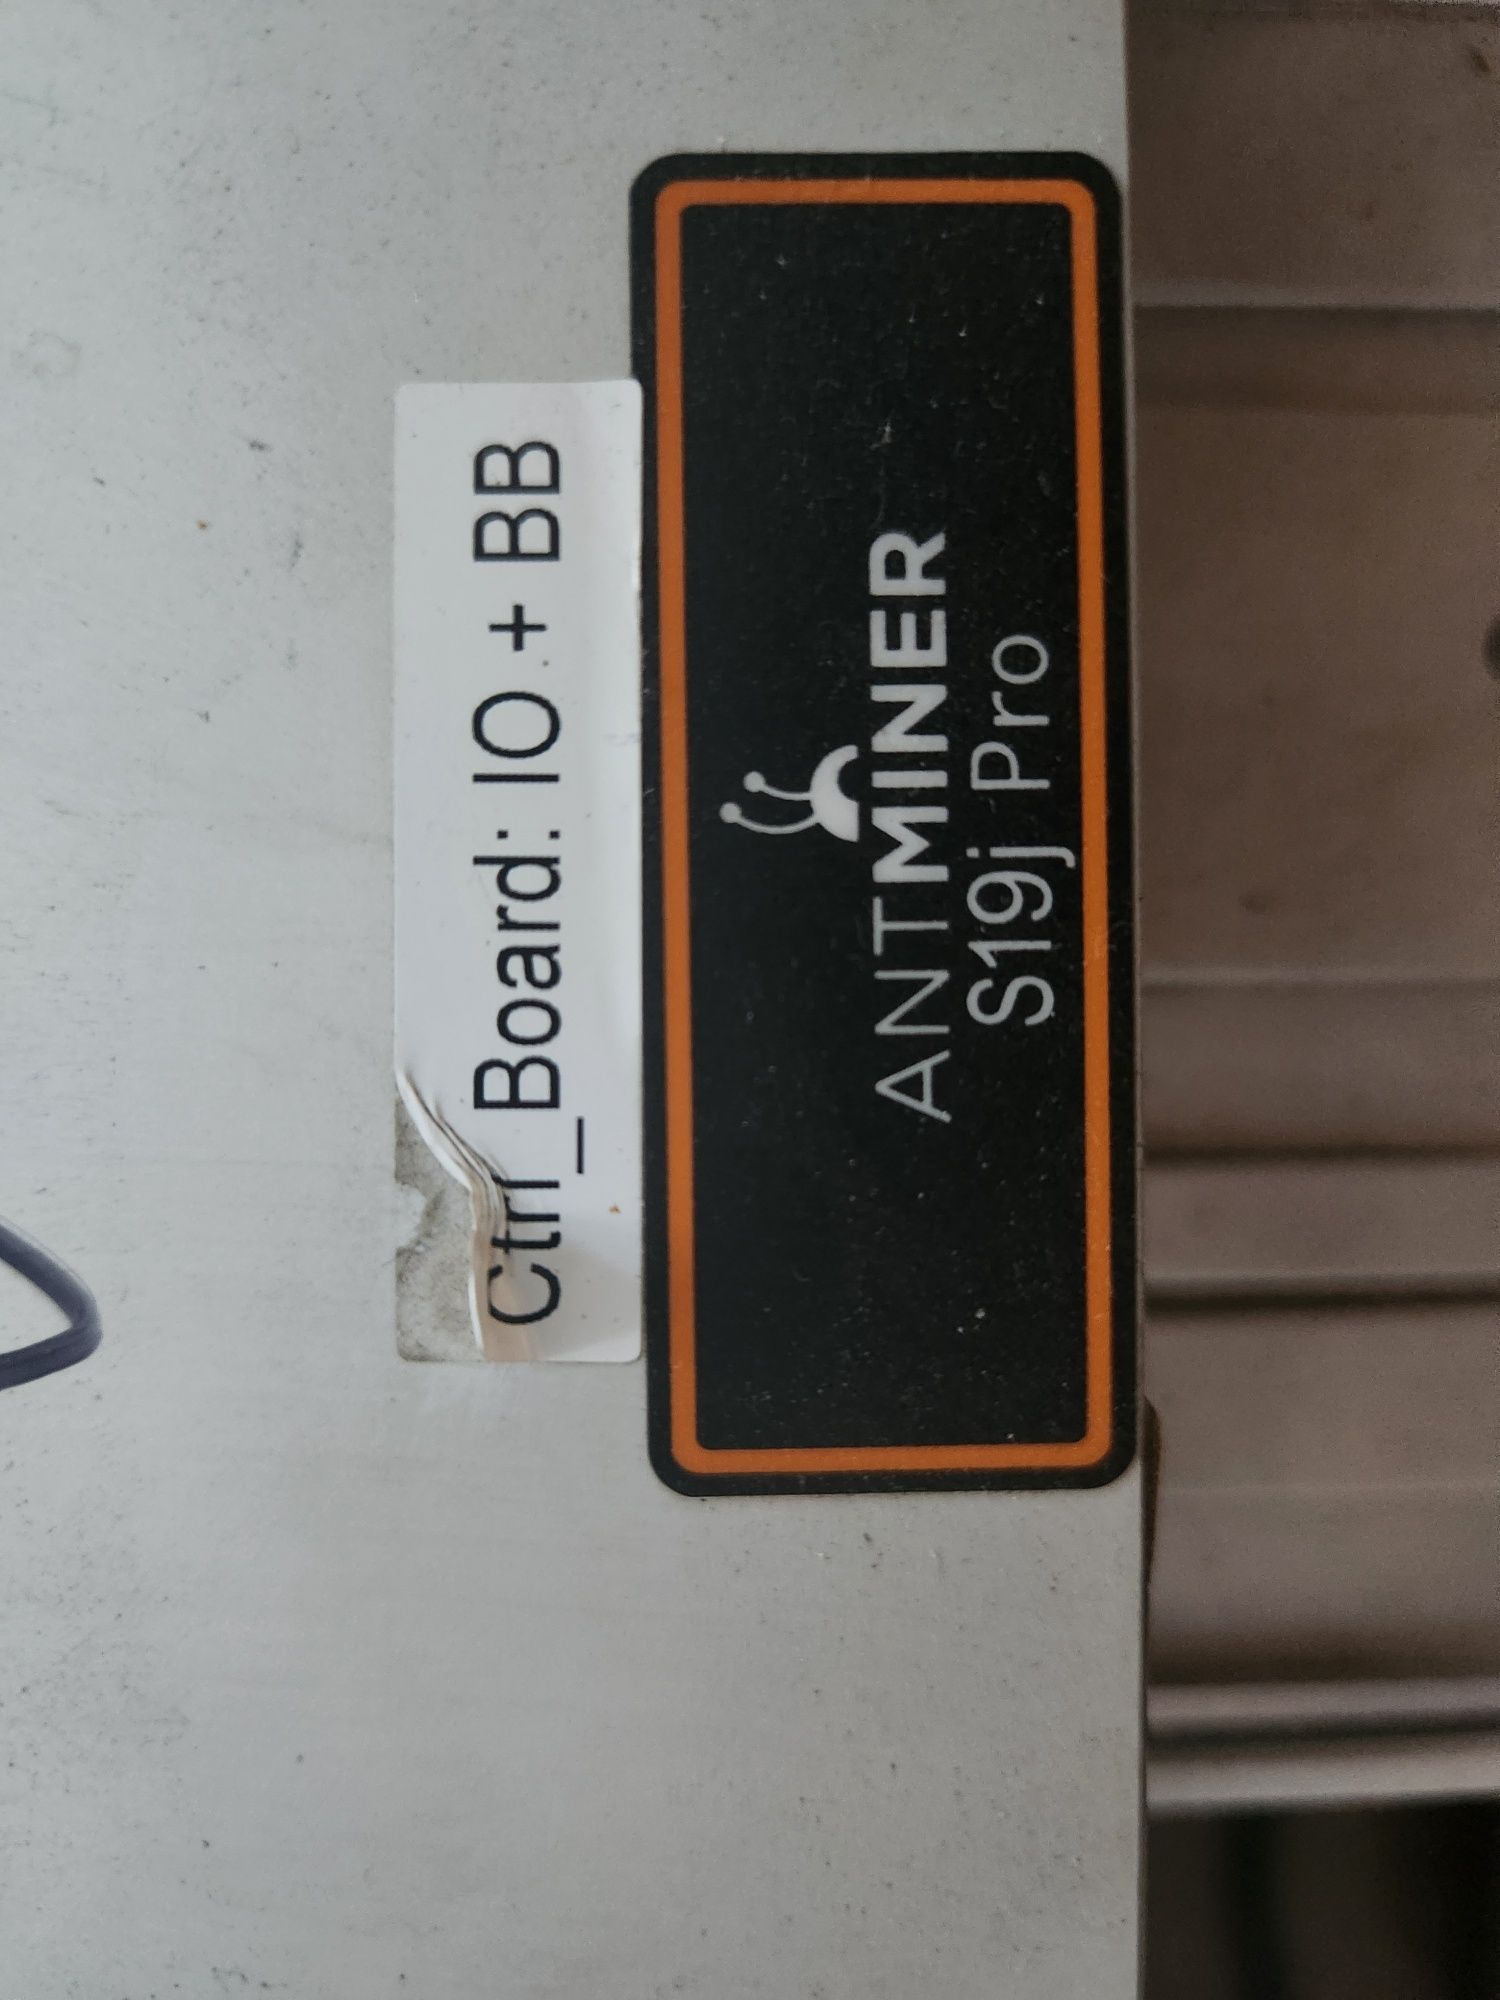 Ctrl_Board: IO + BB
ANTMINER
S19j Pro